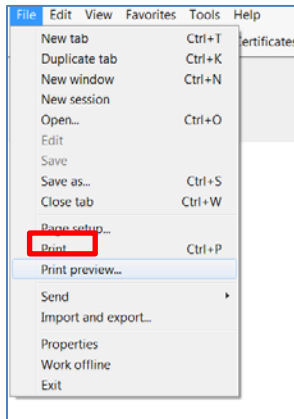 File Edit View Favorites Tools Help
New tab Ctrl+T
Duplicate tab Ctrl+K
New window Ctrl+N
New session
Open... Ctrl+O
Edit
Save
Save as... Ctrl+S
Close tab Ctrl+W
Page setup...
Print... Ctrl+P
Print preview...
Send
Import and export...
Properties
Work offline
Exit
ertificates